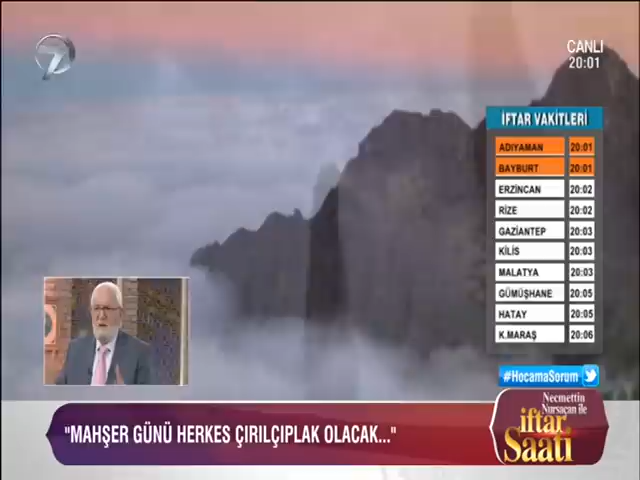 7
CANLI
20:01
İFTAR VAKİTLERİ
ADIYAMAN 20:01
BAYBURT 20:01
ERZİNCAN 20:02
RİZE 20:02
GAZİANTEP 20:03
KİLİS 20:03
MALATYA 20:03
GÜMÜŞHANE 20:05
HATAY 20:05
K.MARAŞ 20:06
#HocamaSorum
Necmettin
Nursaçan ile
iftar
Saati
"MAHŞER GÜNÜ HERKES ÇIRILÇIPLAK OLACAK..."